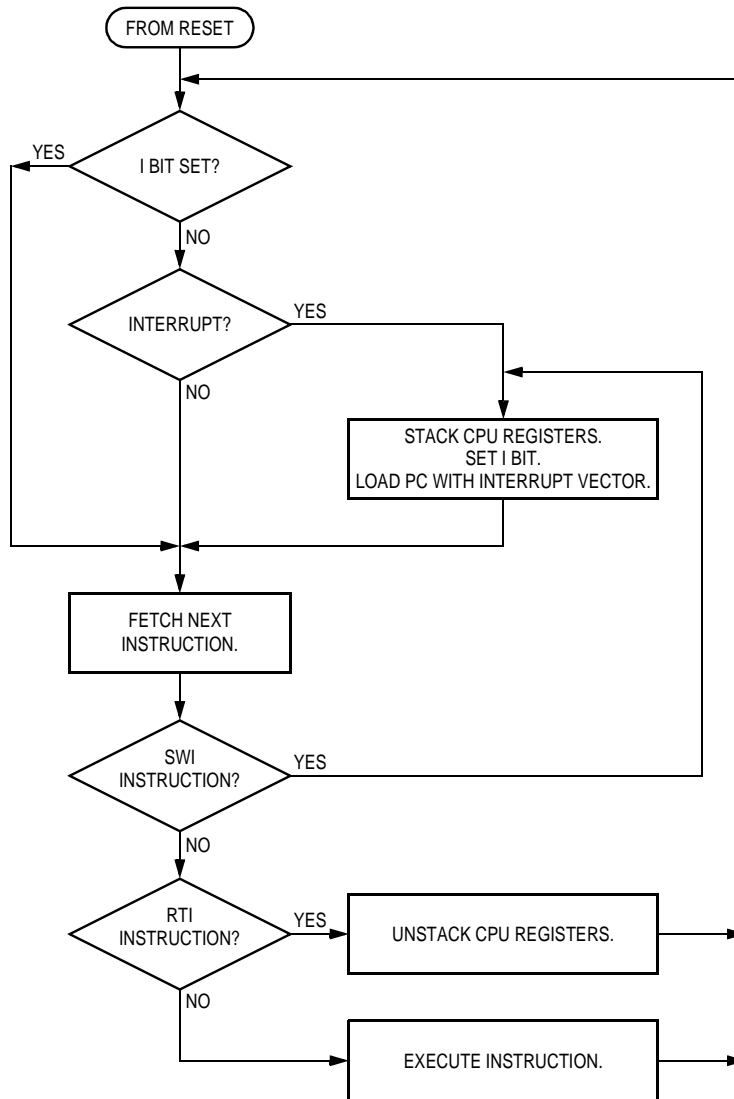 FROM RESET
YES
I BIT SET?
NO
INTERRUPT?
YES
NO
STACK CPU REGISTERS.
SET I BIT.
LOAD PC WITH INTERRUPT VECTOR.
FETCH NEXT
INSTRUCTION.
SWI
INSTRUCTION?
YES
NO
RTI
INSTRUCTION?
YES
UNSTACK CPU REGISTERS.
NO
EXECUTE INSTRUCTION.